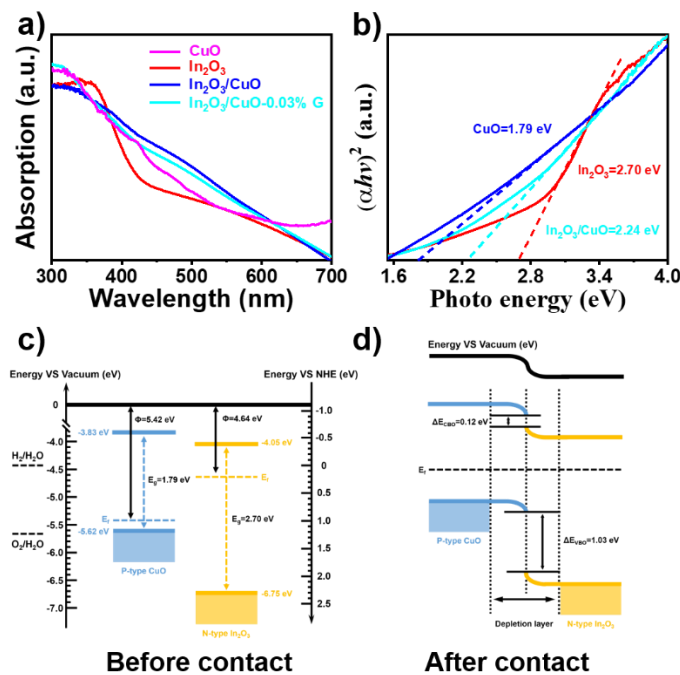 a)
CuO
In₂O₃
In₂O₃/CuO
In₂O₃/CuO-0.03% G
Absorption (a.u.)
300 400 500 600 700
Wavelength (nm)
b)
CuO=1.79 eV
In₂O₃=2.70 eV
In₂O₃/CuO=2.24 eV
(αhν)² (a.u.)
1.6 2.2 2.8 3.4 4.0
Photo energy (eV)
c)
Energy VS Vacuum (eV)
Energy VS NHE (eV)
0
-4.0
-4.5
-5.0
-5.5
-6.0
-6.5
-7.0
H₂/H₂O
O₂/H₂O
Φ=5.42 eV
Φ=4.64 eV
-3.83 eV
-4.05 eV
Ef
Ef
Eg=1.79 eV
Eg=2.70 eV
-5.62 eV
-6.75 eV
P-type CuO
N-type In₂O₃
-1.0
-0.5
0
0.5
1.0
1.5
2.0
2.5
Before contact
d)
Energy VS Vacuum (eV)
ΔECBO=0.12 eV
Ef
P-type CuO
ΔEVBO=1.03 eV
Depletion layer
N-type In₂O₃
After contact